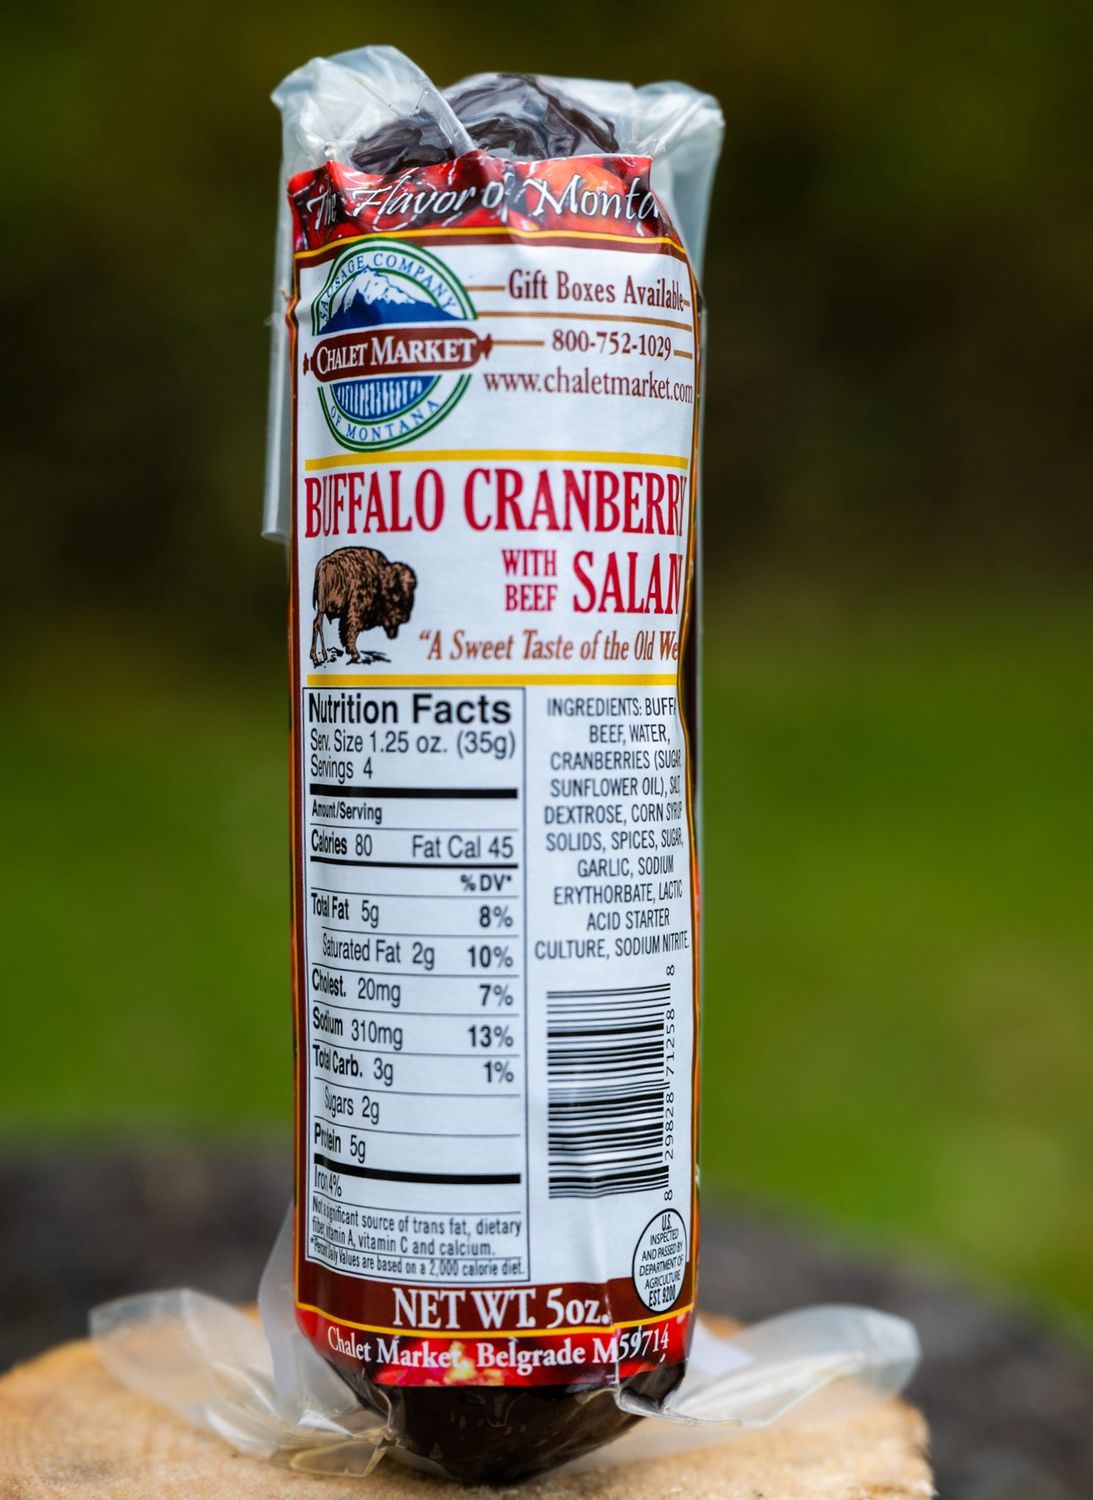 The Flavor of Monta
SAUSAGE COMPANY
CHALET MARKET
OF MONTANA
Gift Boxes Available
800-752-1029
www.chaletmarket.com
BUFFALO CRANBERRY
WITH BEEF SALAN
“A Sweet Taste of the Old We
Nutrition Facts
Serv. Size 1.25 oz. (35g)
Servings 4
Amount/Serving
Calories 80 Fat Cal 45
% DV*
Total Fat 5g 8%
Saturated Fat 2g 10%
Cholest. 20mg 7%
Sodium 310mg 13%
Total Carb. 3g 1%
Sugars 2g
Protein 5g
Iron 4%
Not a significant source of trans fat, dietary
fiber, vitamin A, vitamin C and calcium.
*Percent Daily Values are based on a 2,000 calorie diet.
INGREDIENTS: BUFFA
BEEF, WATER,
CRANBERRIES (SUGAR,
SUNFLOWER OIL), SALT,
DEXTROSE, CORN SYRUP
SOLIDS, SPICES, SUGAR,
GARLIC, SODIUM
ERYTHORBATE, LACTIC
ACID STARTER
CULTURE, SODIUM NITRITE.
8 29828 71258 8
U.S.
INSPECTED
AND PASSED BY
DEPARTMENT OF
AGRICULTURE
EST. 9200
NET WT. 5oz.
Chalet Market, Belgrade M 59714